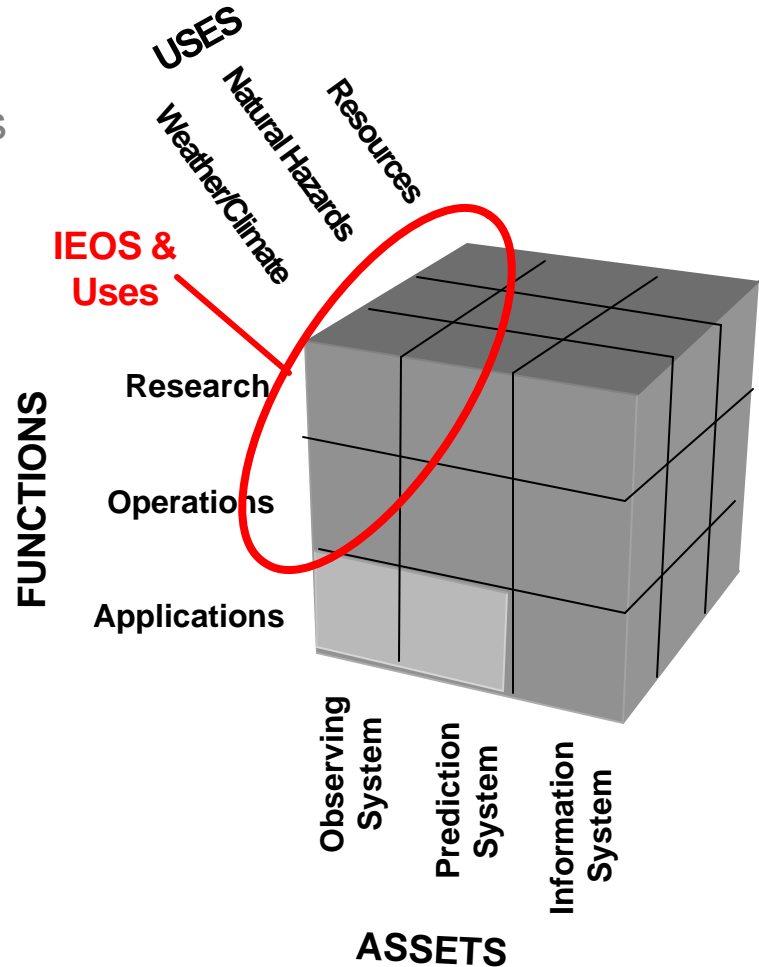 USES
Weather/Climate
Natural Hazards
Resources
S
IEOS &
Uses
FUNCTIONS
Research
Operations
Applications
Observing
System
Prediction
System
Information
System
ASSETS